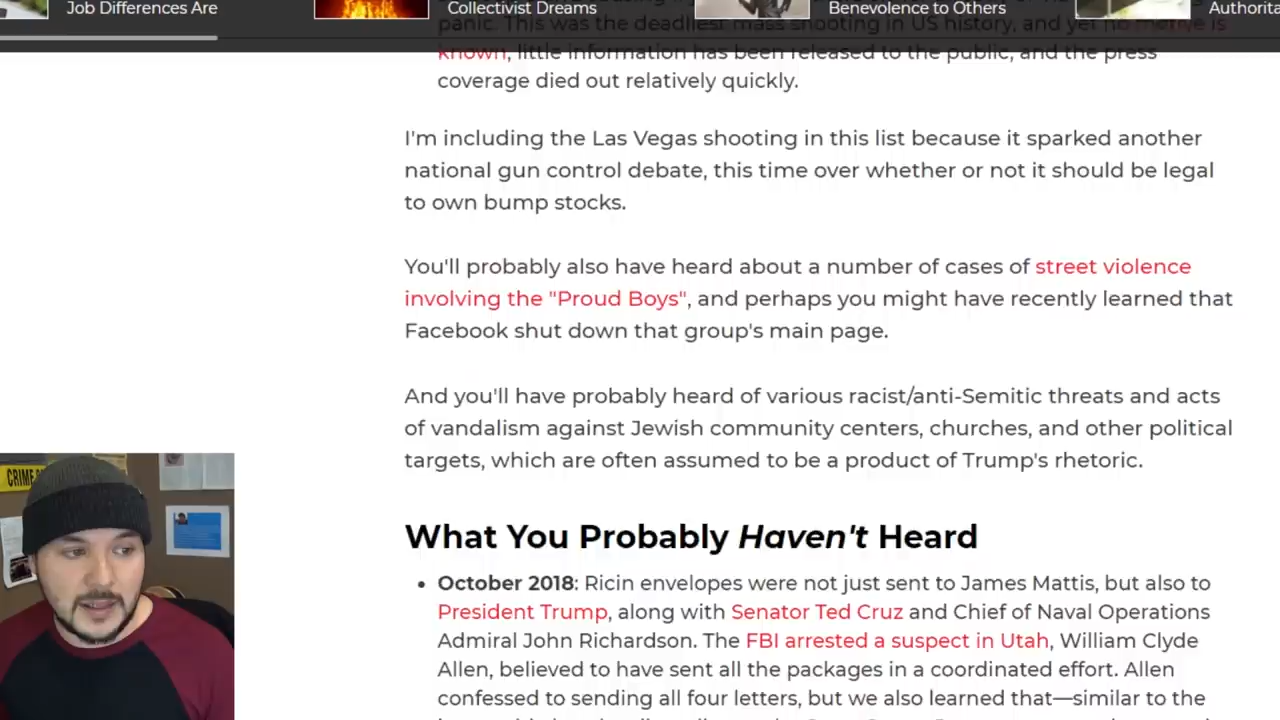 Job Differences Are
Collectivist Dreams
Benevolence to Others
Authorita
panic. This was the deadliest mass shooting in US history, and yet no motive is
known, little information has been released to the public, and the press
coverage died out relatively quickly.
I'm including the Las Vegas shooting in this list because it sparked another
national gun control debate, this time over whether or not it should be legal
to own bump stocks.
You'll probably also have heard about a number of cases of street violence
involving the "Proud Boys", and perhaps you might have recently learned that
Facebook shut down that group's main page.
And you'll have probably heard of various racist/anti-Semitic threats and acts
of vandalism against Jewish community centers, churches, and other political
targets, which are often assumed to be a product of Trump's rhetoric.
CRIME
What You Probably Haven't Heard
• October 2018: Ricin envelopes were not just sent to James Mattis, but also to
President Trump, along with Senator Ted Cruz and Chief of Naval Operations
Admiral John Richardson. The FBI arrested a suspect in Utah, William Clyde
Allen, believed to have sent all the packages in a coordinated effort. Allen
confessed to sending all four letters, but we also learned that—similar to the